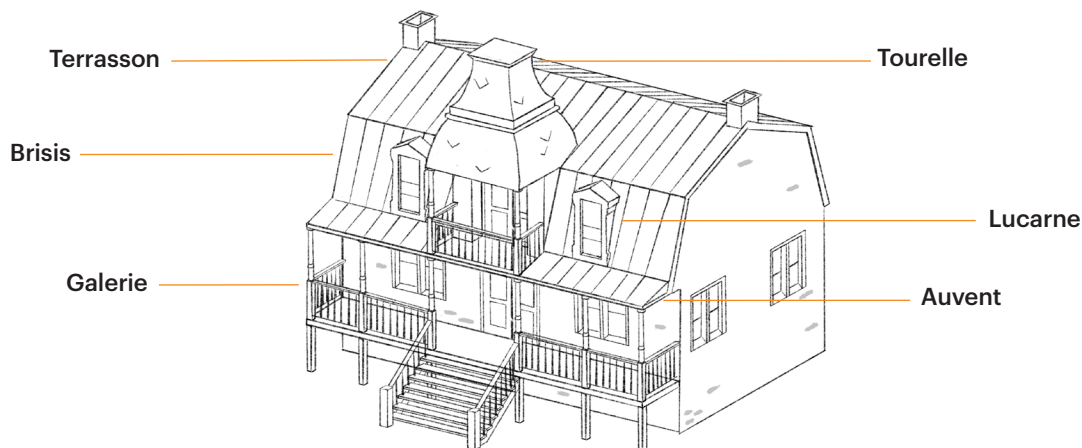 Terrasson
Tourelle
Brisis
Lucarne
Galerie
Auvent